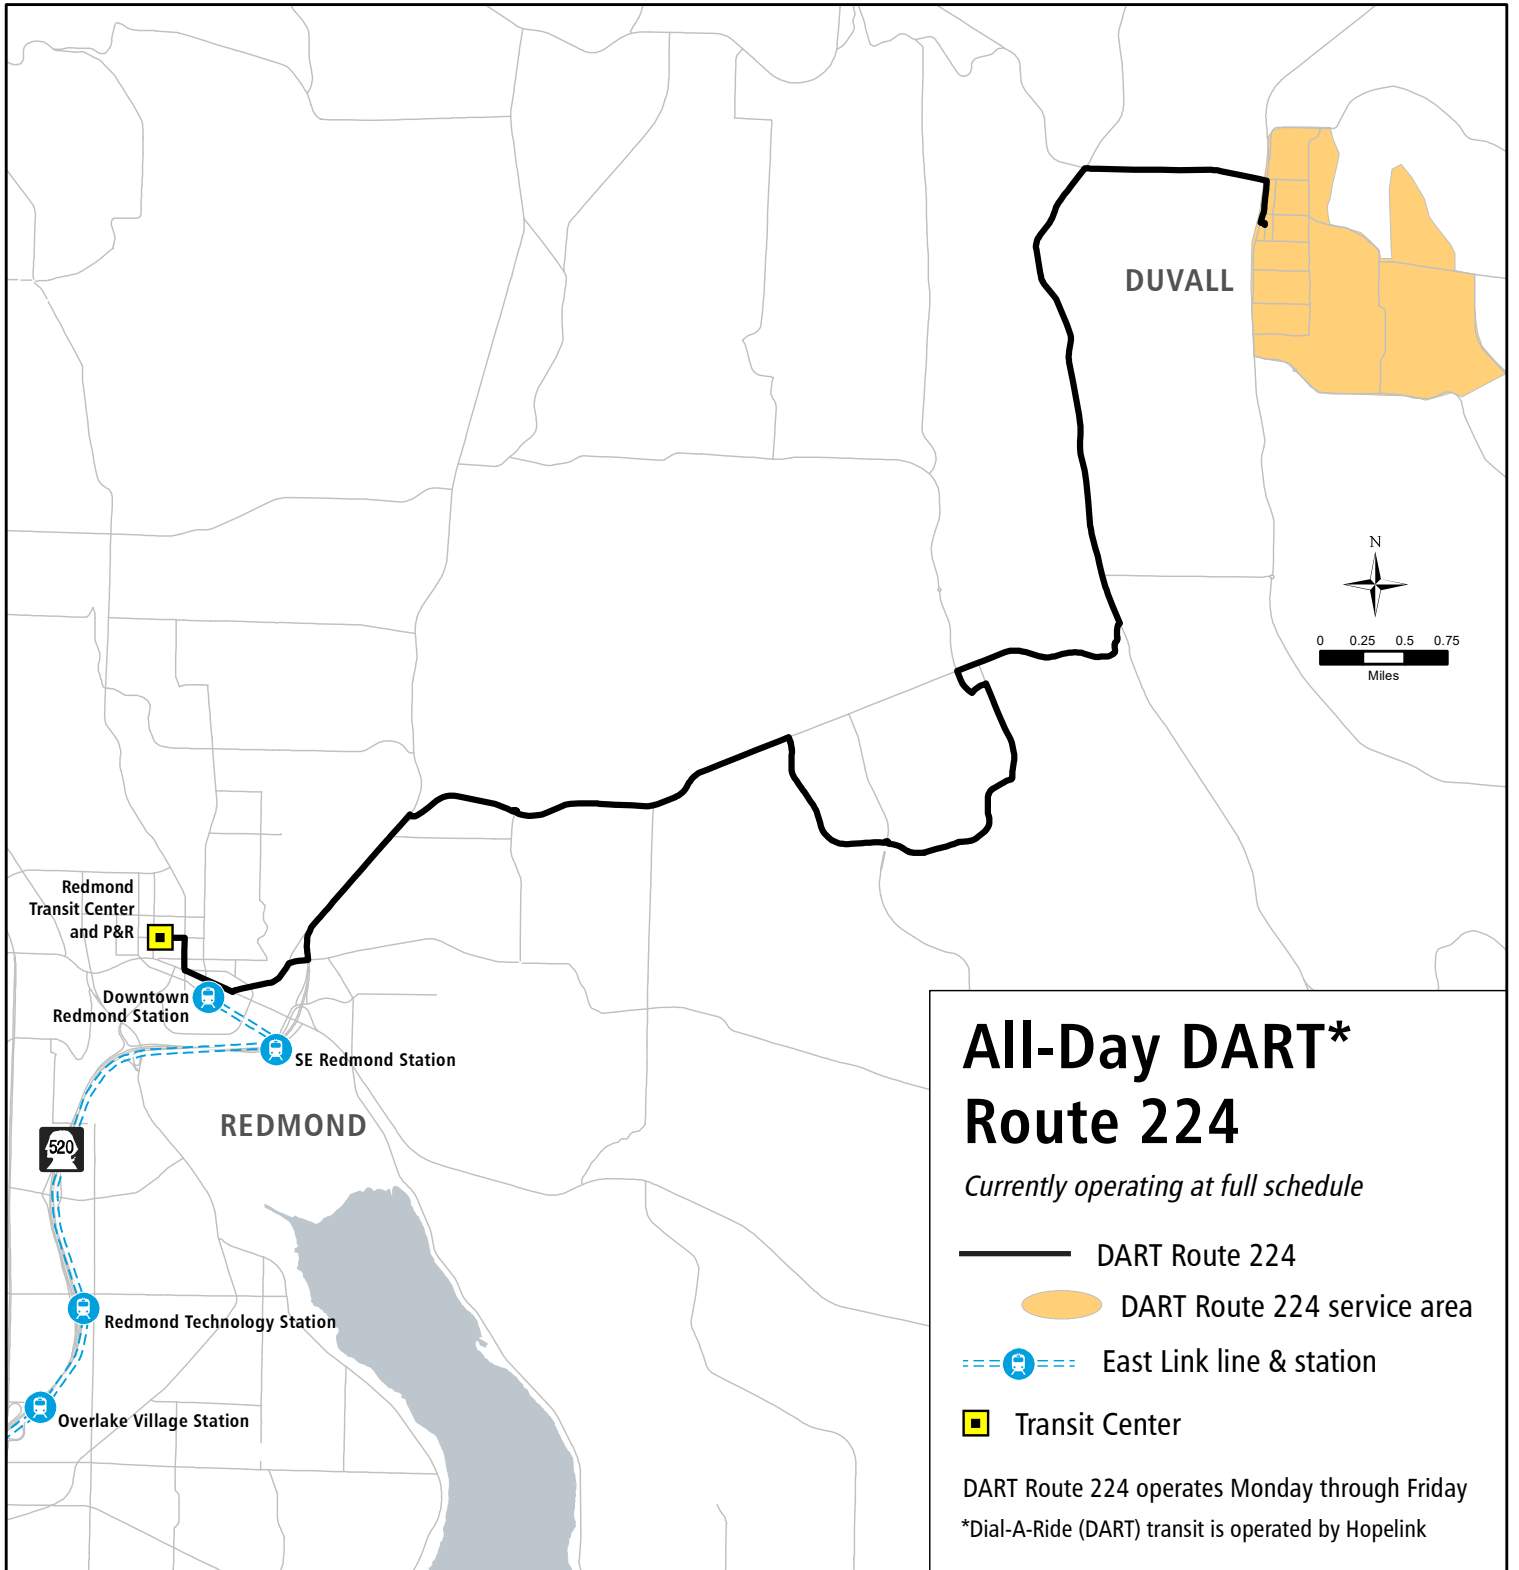 DUVALL
N
0 0.25 0.5 0.75
Miles
Redmond
Transit Center
and P&R
Downtown
Redmond Station
SE Redmond Station
REDMOND
520
Redmond Technology Station
Overlake Village Station
All-Day DART*
Route 224
Currently operating at full schedule
DART Route 224
DART Route 224 service area
East Link line & station
Transit Center
DART Route 224 operates Monday through Friday
*Dial-A-Ride (DART) transit is operated by Hopelink